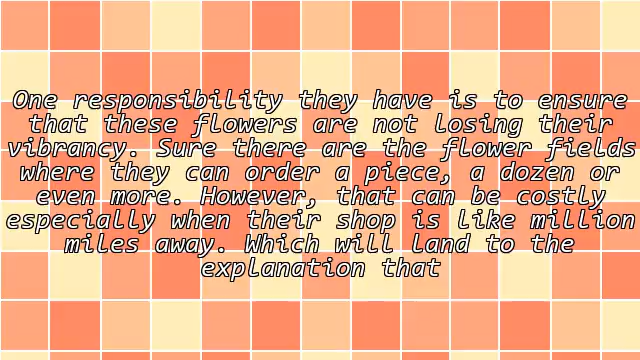 One responsibility they have is to ensure
that these flowers are not losing their
vibrancy. Sure there are the flower fields
where they can order a piece, a dozen or
even more. However, that can be costly
especially when their shop is like million
miles away. Which will land to the
explanation that